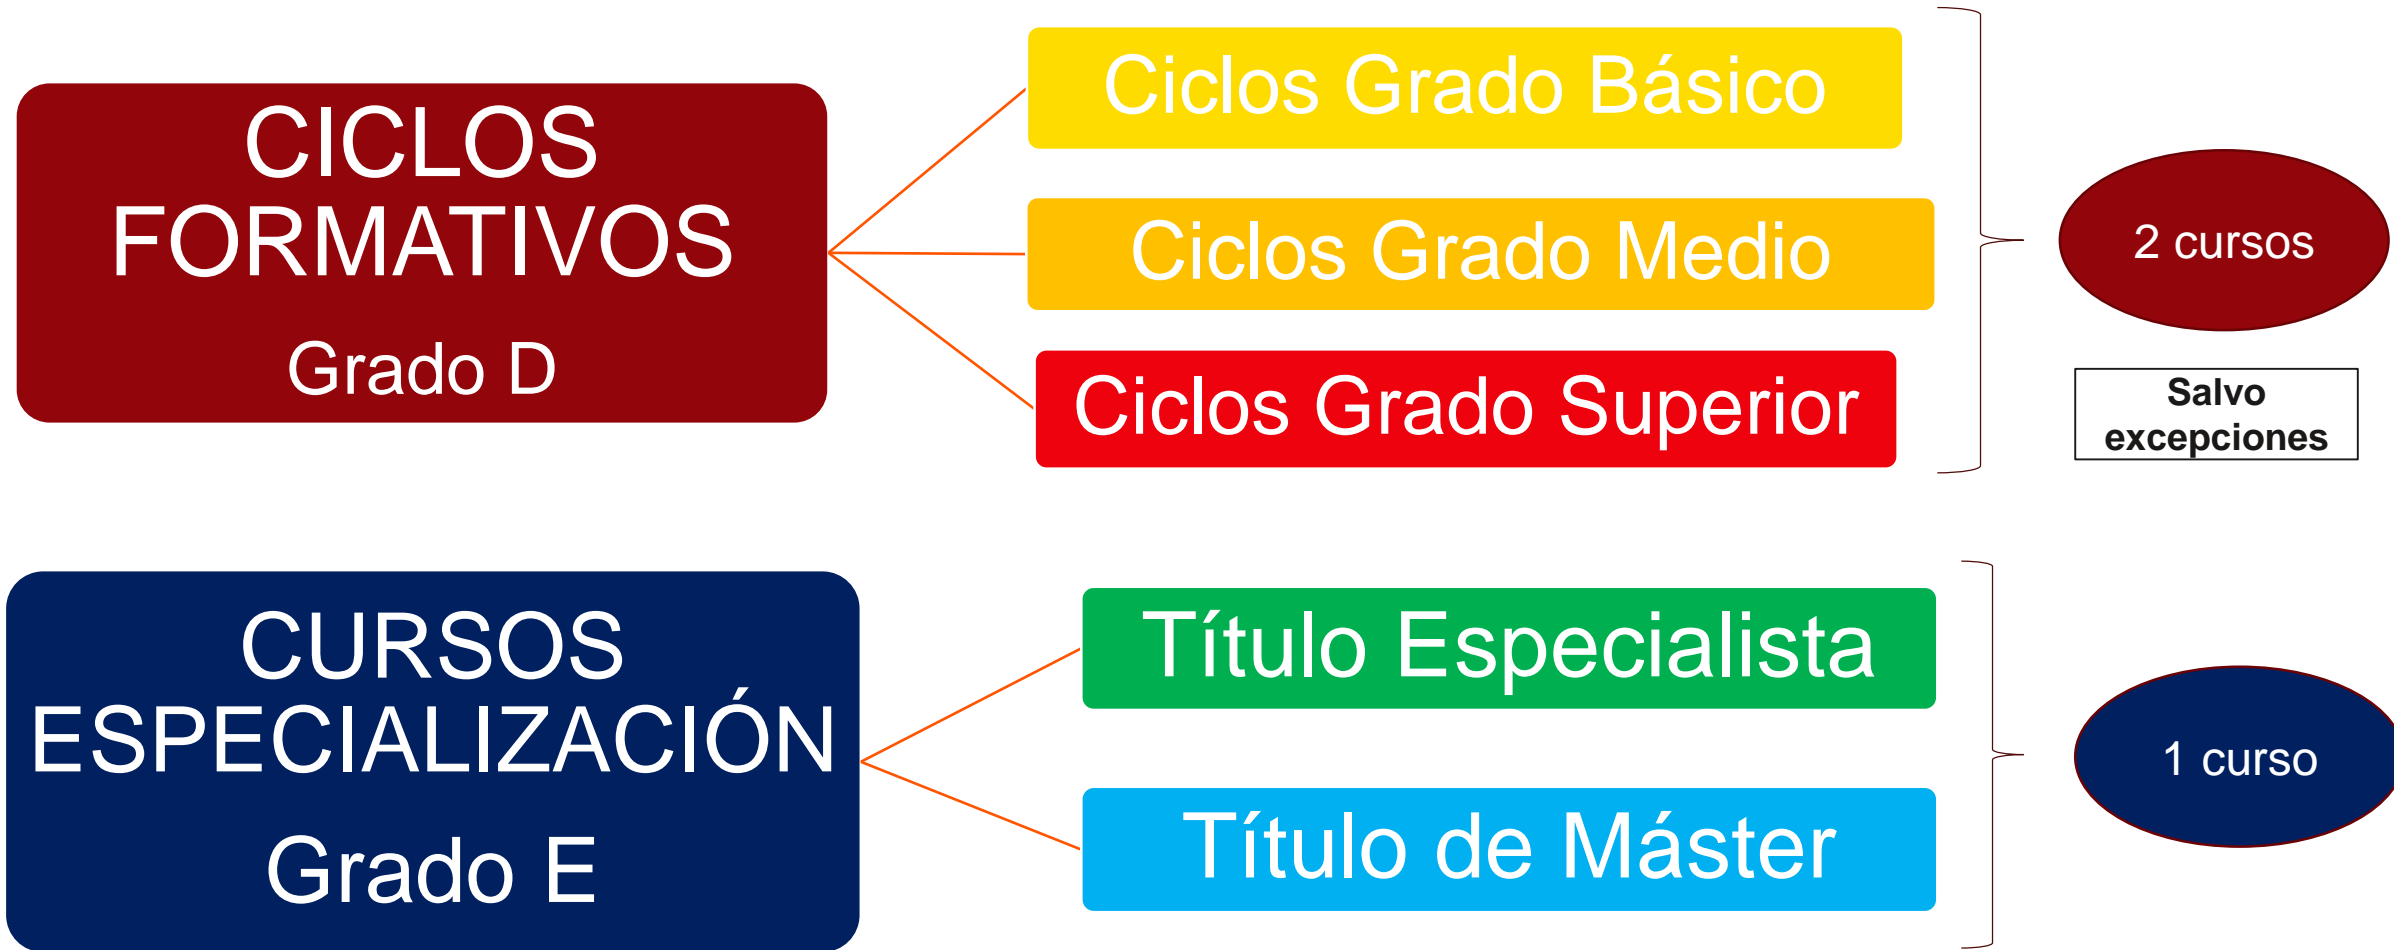 CICLOS
FORMATIVOS
Grado D
Ciclos Grado Básico
Ciclos Grado Medio
Ciclos Grado Superior
2 cursos
Salvo
excepciones
CURSOS
ESPECIALIZACIÓN
Grado E
Título Especialista
Título de Máster
1 curso